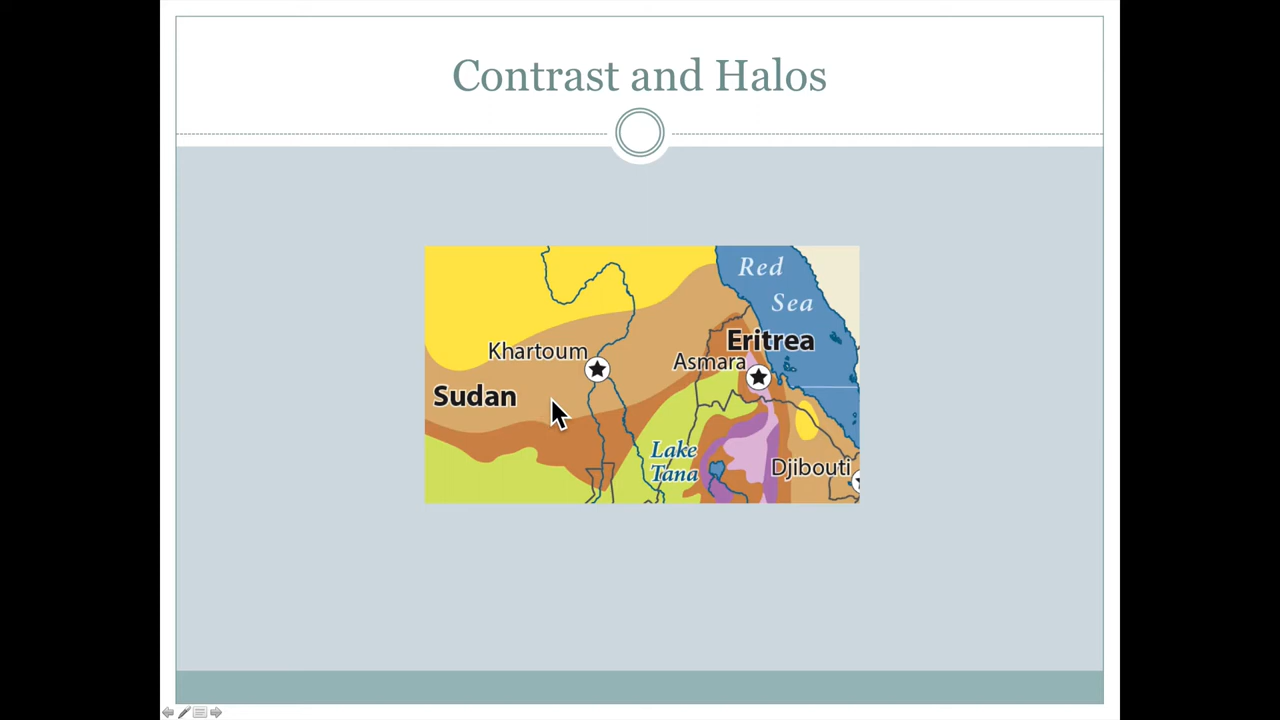 Contrast and Halos
Red
Sea
Eritrea
Khartoum
Asmara
Sudan
Lake
Tana
Djibouti